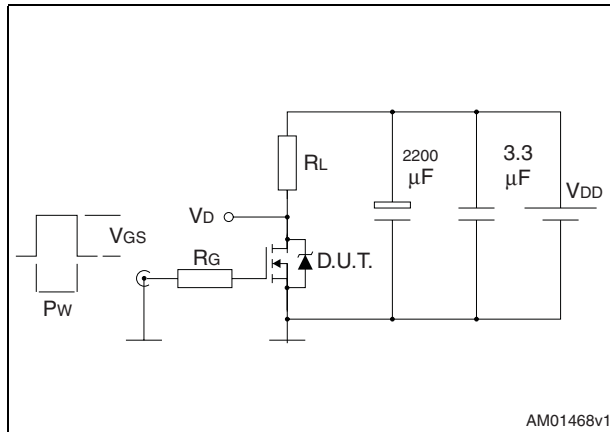 RL
2200
μF
3.3
μF
VDD
VD
VGS
RG
D.U.T.
PW
AM01468v1